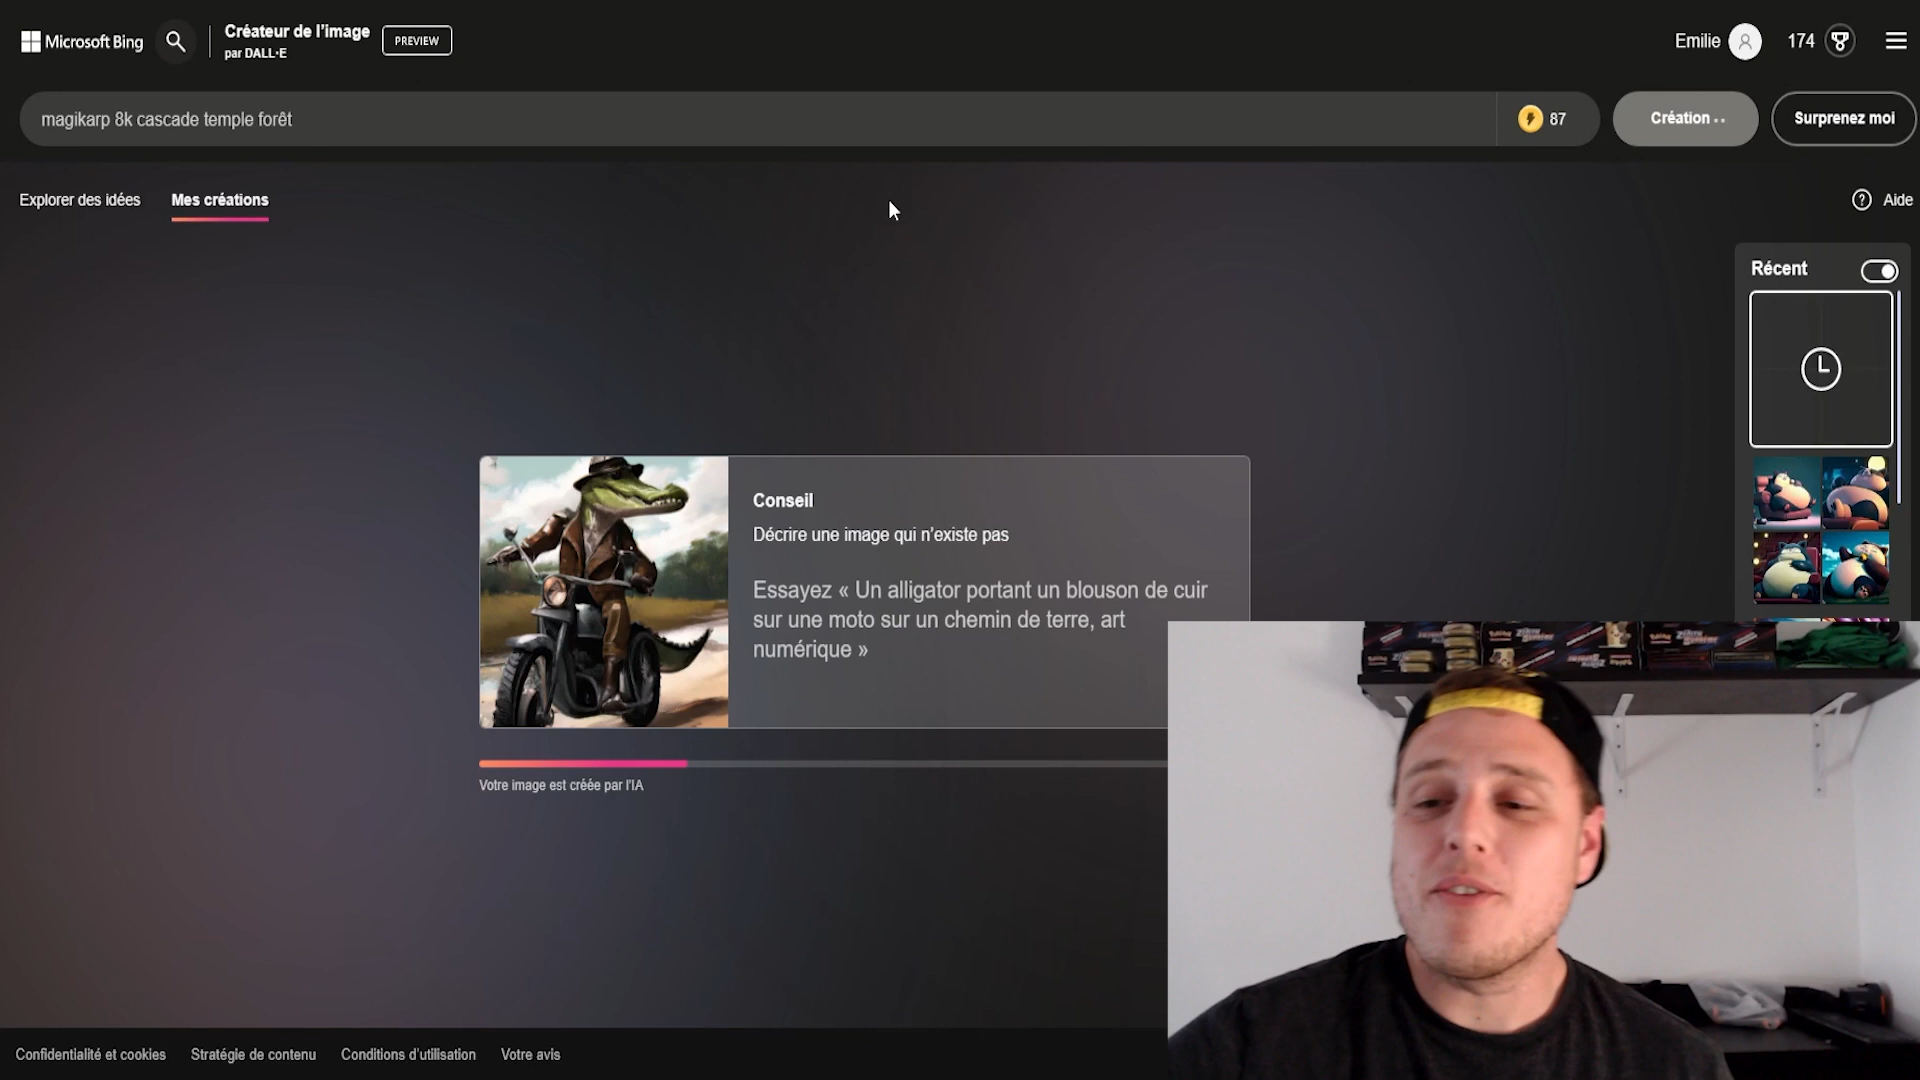 Microsoft Bing
Créateur de l'image
par DALL·E
PREVIEW
Emilie
174
magikarp 8k cascade temple forêt
87
Création
Surprenez moi
Explorer des idées
Mes créations
Aide
Récent
Conseil
Décrire une image qui n'existe pas
Essayez « Un alligator portant un blouson de cuir
sur une moto sur un chemin de terre, art
numérique »
Votre image est créée par l'IA
Confidentialité et cookies
Stratégie de contenu
Conditions d'utilisation
Votre avis